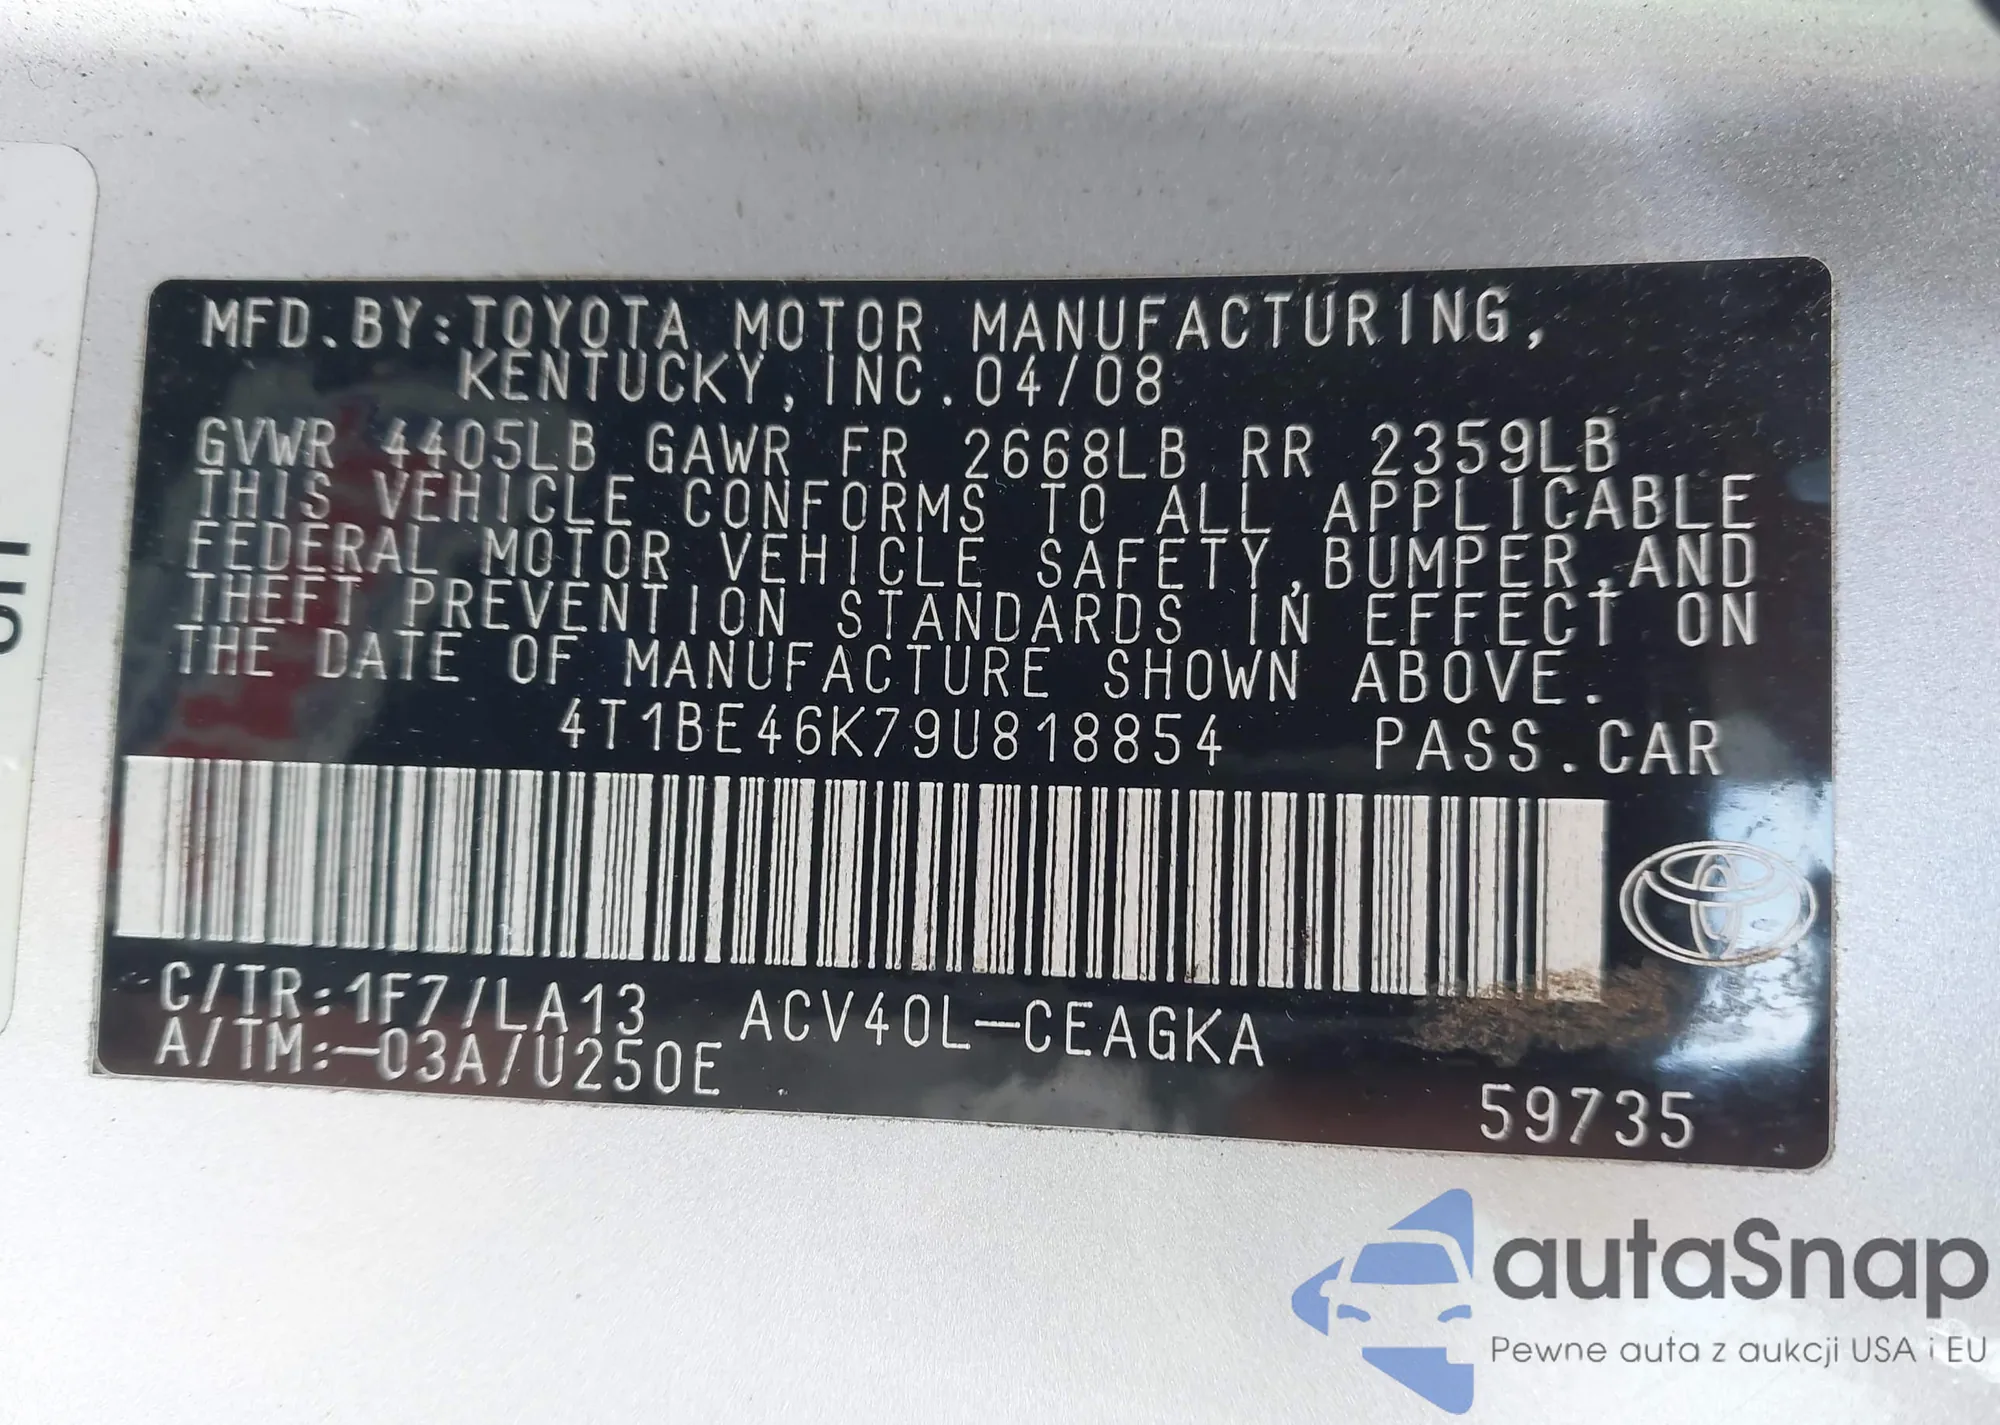 MFD.BY:TOYOTA MOTOR MANUFACTURING,
KENTUCKY, INC. 04/08
GVWR 4405LB GAWR FR 2668LB RR 2359LB
THIS VEHICLE CONFORMS TO ALL APPLICABLE
FEDERAL MOTOR VEHICLE SAFETY, BUMPER, AND
THEFT PREVENTION STANDARDS IN EFFECT ON
THE DATE OF MANUFACTURE SHOWN ABOVE.
4T1BE46K79U818854 PASS.CAR
C/TR:1F7/LA13 ACV40L-CEAGKA
A/TM:-03A/U250E
59735
autaSnap
Pewne auta z aukcji USA i EU